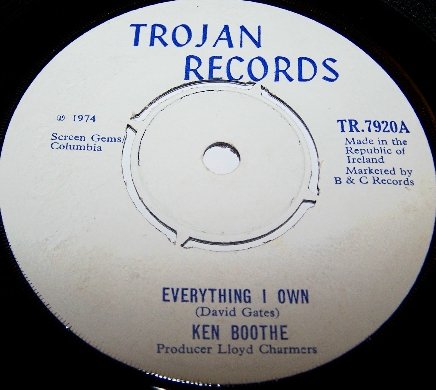 TROJAN
RECORDS
℗ 1974
Screen Gems/
Columbia
TR.7920A
Made in the
Republic of
Ireland
Marketed by
B & C Records
EVERYTHING I OWN
(David Gates)
KEN BOOTHE
Producer Lloyd Charmers